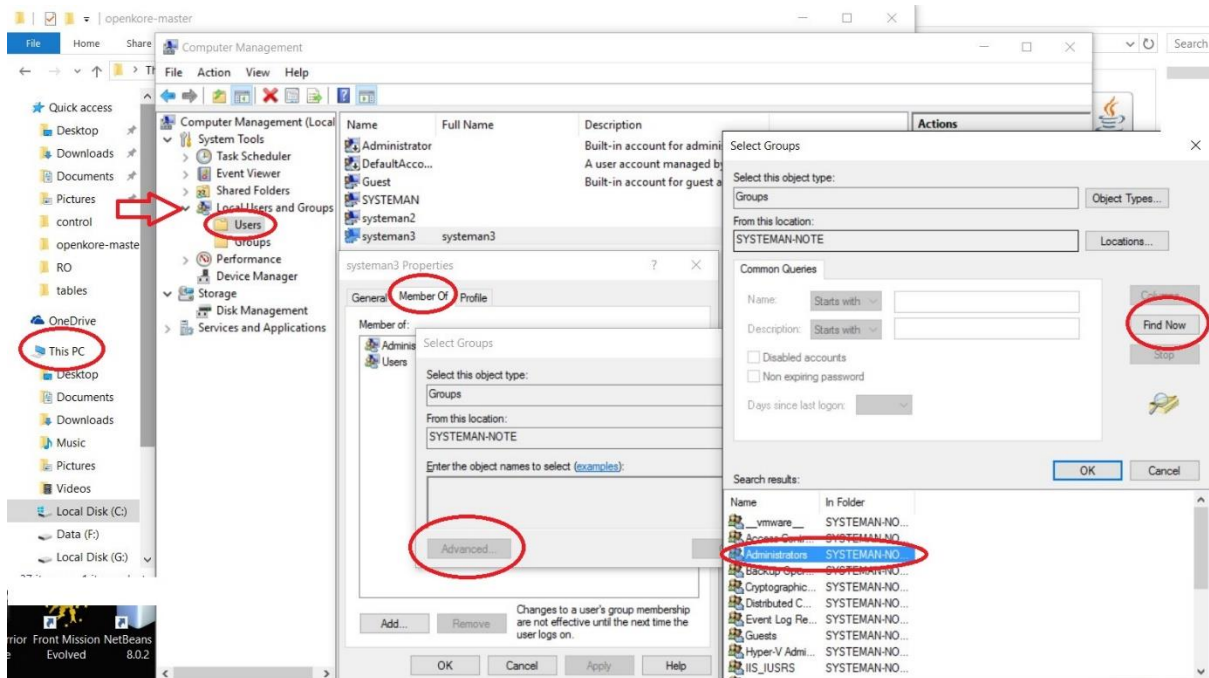 openkore-master
File Home Share
Search
Quick access
Desktop
Downloads
Documents
Pictures
control
openkore-maste
RO
tables
OneDrive
This PC
Desktop
Documents
Downloads
Music
Pictures
Videos
Local Disk (C:)
Data (F:)
Local Disk (G:)
Front Mission NetBeans
Evolved 8.0.2
Computer Management
File Action View Help
Computer Management (Local
System Tools
Task Scheduler
Event Viewer
Shared Folders
Local Users and Groups
Users
Groups
Performance
Device Manager
Storage
Disk Management
Services and Applications
Name Full Name Description
Administrator Built-in account for admini
DefaultAcco... A user account managed by
Guest Built-in account for guest a
SYSTEMAN
systeman2
systeman3 systeman3
Actions
systeman3 Properties ?
General Member Of Profile
Member of:
Adminis
Users
Add... Remove
Changes to a user's group membership
are not effective until the next time the
user logs on.
OK Cancel Apply Help
Select Groups
Select this object type:
Groups
From this location:
SYSTEMAN-NOTE
Enter the object names to select (examples):
Advanced...
Select Groups
Select this object type:
Groups Object Types...
From this location:
SYSTEMAN-NOTE Locations...
Common Queries
Name: Starts with
Description: Starts with
Disabled accounts
Non expiring password
Days since last logon:
Columns...
Find Now
Stop
OK Cancel
Search results:
Name In Folder
__vmware__ SYSTEMAN-NO...
Access Contr... SYSTEMAN-NO...
Administrators SYSTEMAN-NO...
Backup Oper... SYSTEMAN-NO...
Cryptographic... SYSTEMAN-NO...
Distributed C... SYSTEMAN-NO...
Event Log Re... SYSTEMAN-NO...
Guests SYSTEMAN-NO...
Hyper-V Admi... SYSTEMAN-NO...
IIS_IUSRS SYSTEMAN-NO...